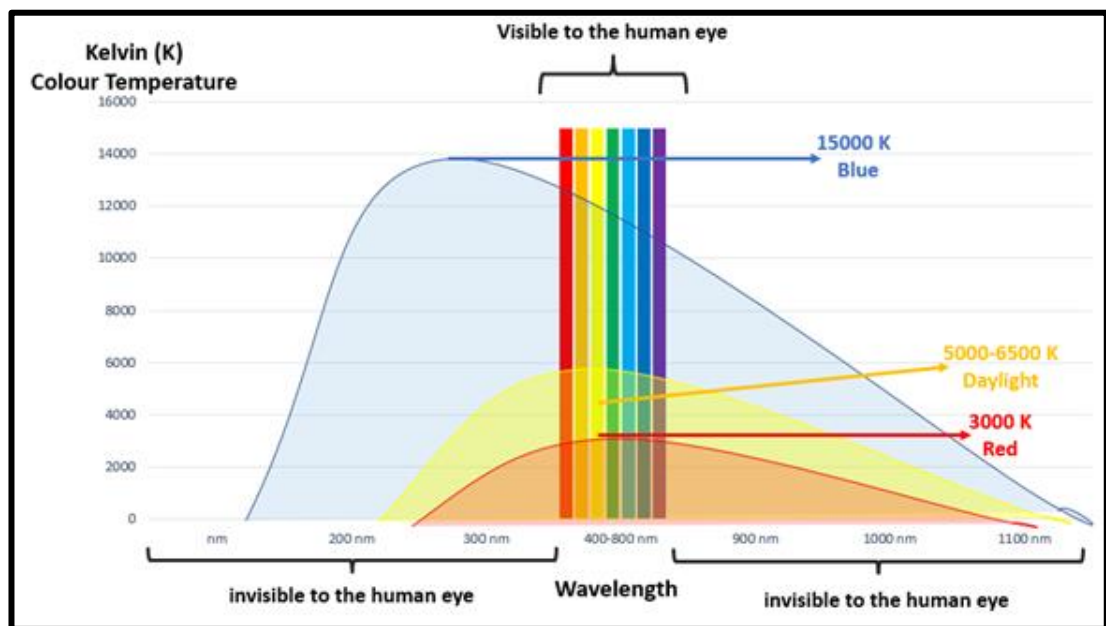 Visible to the human eye
Kelvin (K)
Colour Temperature
16000
14000
12000
10000
8000
6000
4000
2000
0
15000 K
Blue
5000-6500 K
Daylight
3000 K
Red
nm 200 nm 300 nm 400-800 nm 900 nm 1000 nm 1100 nm
invisible to the human eye
Wavelength
invisible to the human eye